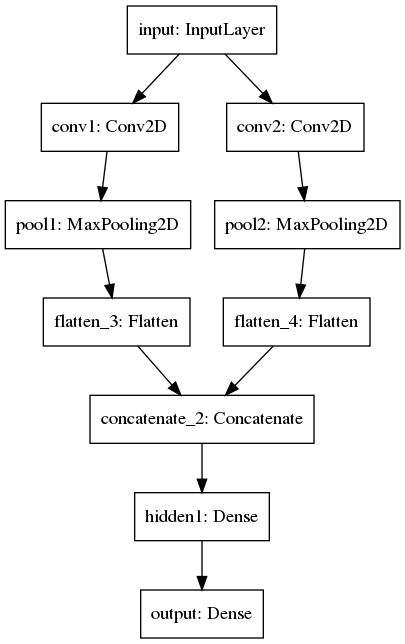 input: InputLayer
conv1: Conv2D
conv2: Conv2D
pool1: MaxPooling2D
pool2: MaxPooling2D
flatten_3: Flatten
flatten_4: Flatten
concatenate_2: Concatenate
hidden1: Dense
output: Dense